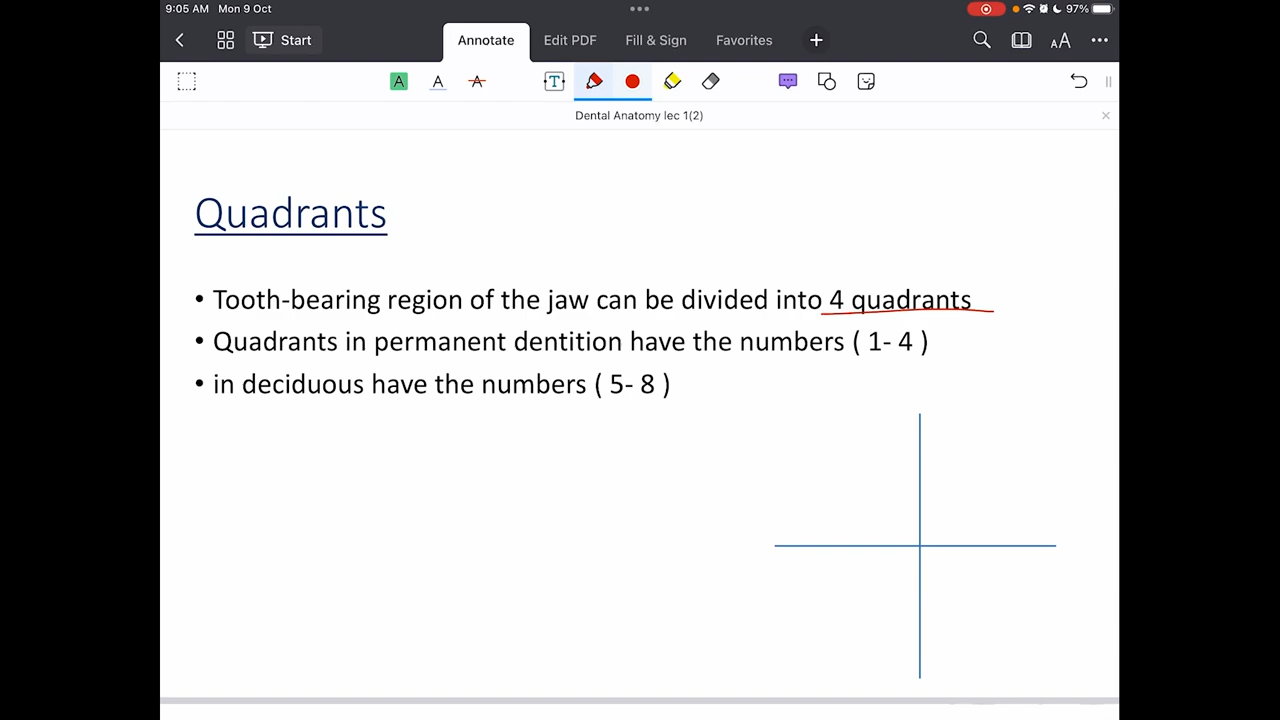 9:05 AM Mon 9 Oct 97%
Start Annotate Edit PDF Fill & Sign Favorites AA
A A A T
Dental Anatomy lec 1(2)
Quadrants
• Tooth-bearing region of the jaw can be divided into 4 quadrants
• Quadrants in permanent dentition have the numbers ( 1- 4 )
• in deciduous have the numbers ( 5- 8 )